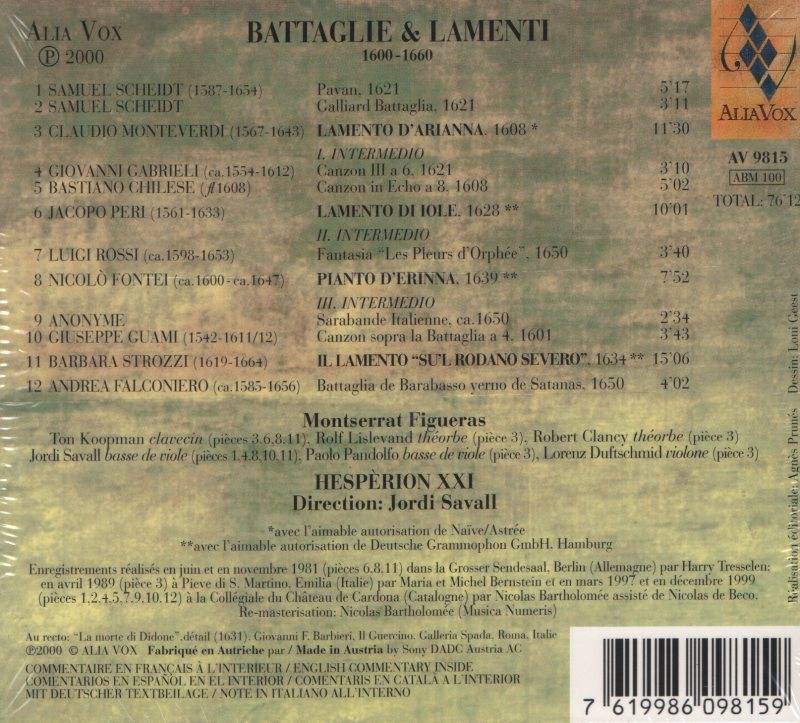 ALIA VOX
Ⓟ 2000
BATTAGLIE & LAMENTI
1600-1660
ALIAVOX
AV 9815
ABM 100
TOTAL: 76'12
1 SAMUEL SCHEIDT (1587-1654) Pavan, 1621 5'17
2 SAMUEL SCHEIDT Galliard Battaglia, 1621 3'11
3 CLAUDIO MONTEVERDI (1567-1643) LAMENTO D'ARIANNA, 1608 * 11'30
I. INTERMEDIO
4 GIOVANNI GABRIELI (ca.1554-1612) Canzon III a 6, 1621 3'10
5 BASTIANO CHILESE (fl1608) Canzon in Echo a 8, 1608 5'02
6 JACOPO PERI (1561-1633) LAMENTO DI IOLE, 1628 ** 10'01
II. INTERMEDIO
7 LUIGI ROSSI (ca.1598-1653) Fantasia "Les Pleurs d'Orphée", 1650 3'40
8 NICOLÒ FONTEI (ca.1600-ca.1647) PIANTO D'ERINNA, 1639 ** 7'52
III. INTERMEDIO
9 ANONYME Sarabande Italienne, ca.1650 2'34
10 GIUSEPPE GUAMI (1542-1611/12) Canzon sopra la Battaglia a 4, 1601 3'43
11 BARBARA STROZZI (1619-1664) IL LAMENTO "SU'L RODANO SEVERO", 1634 ** 15'06
12 ANDREA FALCONIERO (ca.1585-1656) Battaglia de Barabasso yerno de Satanas, 1650 4'02
Montserrat Figueras
Ton Koopman clavecin (pièces 3,6,8,11), Rolf Lislevand théorbe (pièce 3), Robert Clancy théorbe (pièce 3)
Jordi Savall basse de viole (pièces 1,4,8,10,11), Paolo Pandolfo basse de viole (pièce 3), Lorenz Duftschmid violone (pièce 3)
HESPÈRION XXI
Direction: Jordi Savall
*avec l'aimable autorisation de Naïve/Astrée
**avec l'aimable autorisation de Deutsche Grammophon GmbH, Hamburg
Enregistrements réalisés en juin et en novembre 1981 (pièces 6,8,11) dans la Grosser Sendesaal, Berlin (Allemagne) par Harry Tresselen;
en avril 1989 (pièce 3) à Pieve di S. Martino, Emilia (Italie) par Maria et Michel Bernstein et en mars 1997 et en décembre 1999
(pièces 1,2,4,5,7,9,10,12) à la Collégiale du Château de Cardona (Catalogne) par Nicolas Bartholomée assisté de Nicolas de Beco.
Re-masterisation: Nicolas Bartholomée (Musica Numeris)
Au recto: "La morte di Didone",détail (1631). Giovanni F. Barbieri, Il Guercino. Galleria Spada, Roma, Italie
Ⓟ2000 © ALIA VOX Fabriqué en Autriche par / Made in Austria by Sony DADC Austria AG
COMMENTAIRE EN FRANÇAIS À L'INTERIEUR / ENGLISH COMMENTARY INSIDE
COMENTARIOS EN ESPAÑOL EN EL INTERIOR / COMENTARIS EN CATALÀ A L'INTERIOR
MIT DEUTSCHER TEXTBEILAGE / NOTE IN ITALIANO ALL'INTERNO
Réalisation éditoriale: Agnès Prunés Dessin: Loni Geest
7 619986 098159